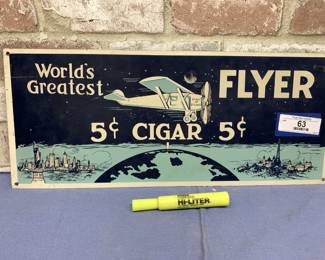 World's
Greatest
FLYER
5¢ CIGAR 5¢
63
HI-LITER